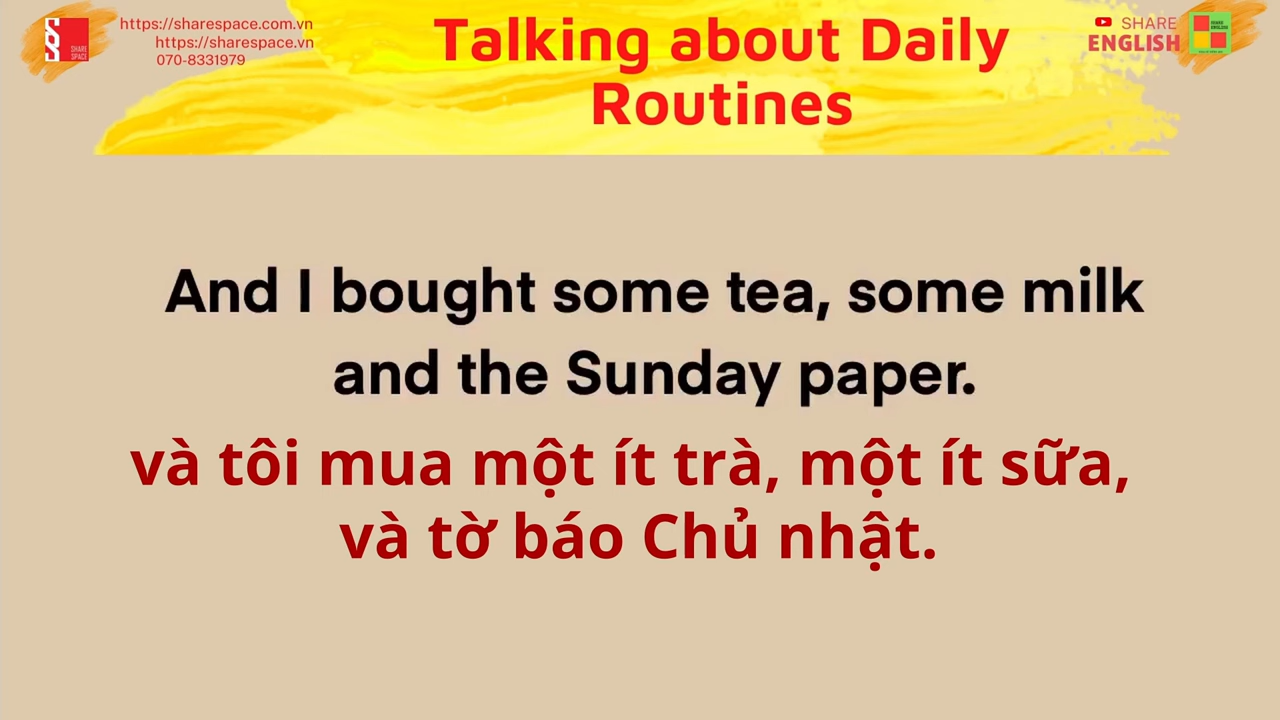 https://sharespace.com.vn
https://sharespace.vn
070-8331979
SHARE
SPACE
Talking about Daily
Routines
SHARE
ENGLISH
And I bought some tea, some milk
and the Sunday paper.
và tôi mua một ít trà, một ít sữa,
và tờ báo Chủ nhật.